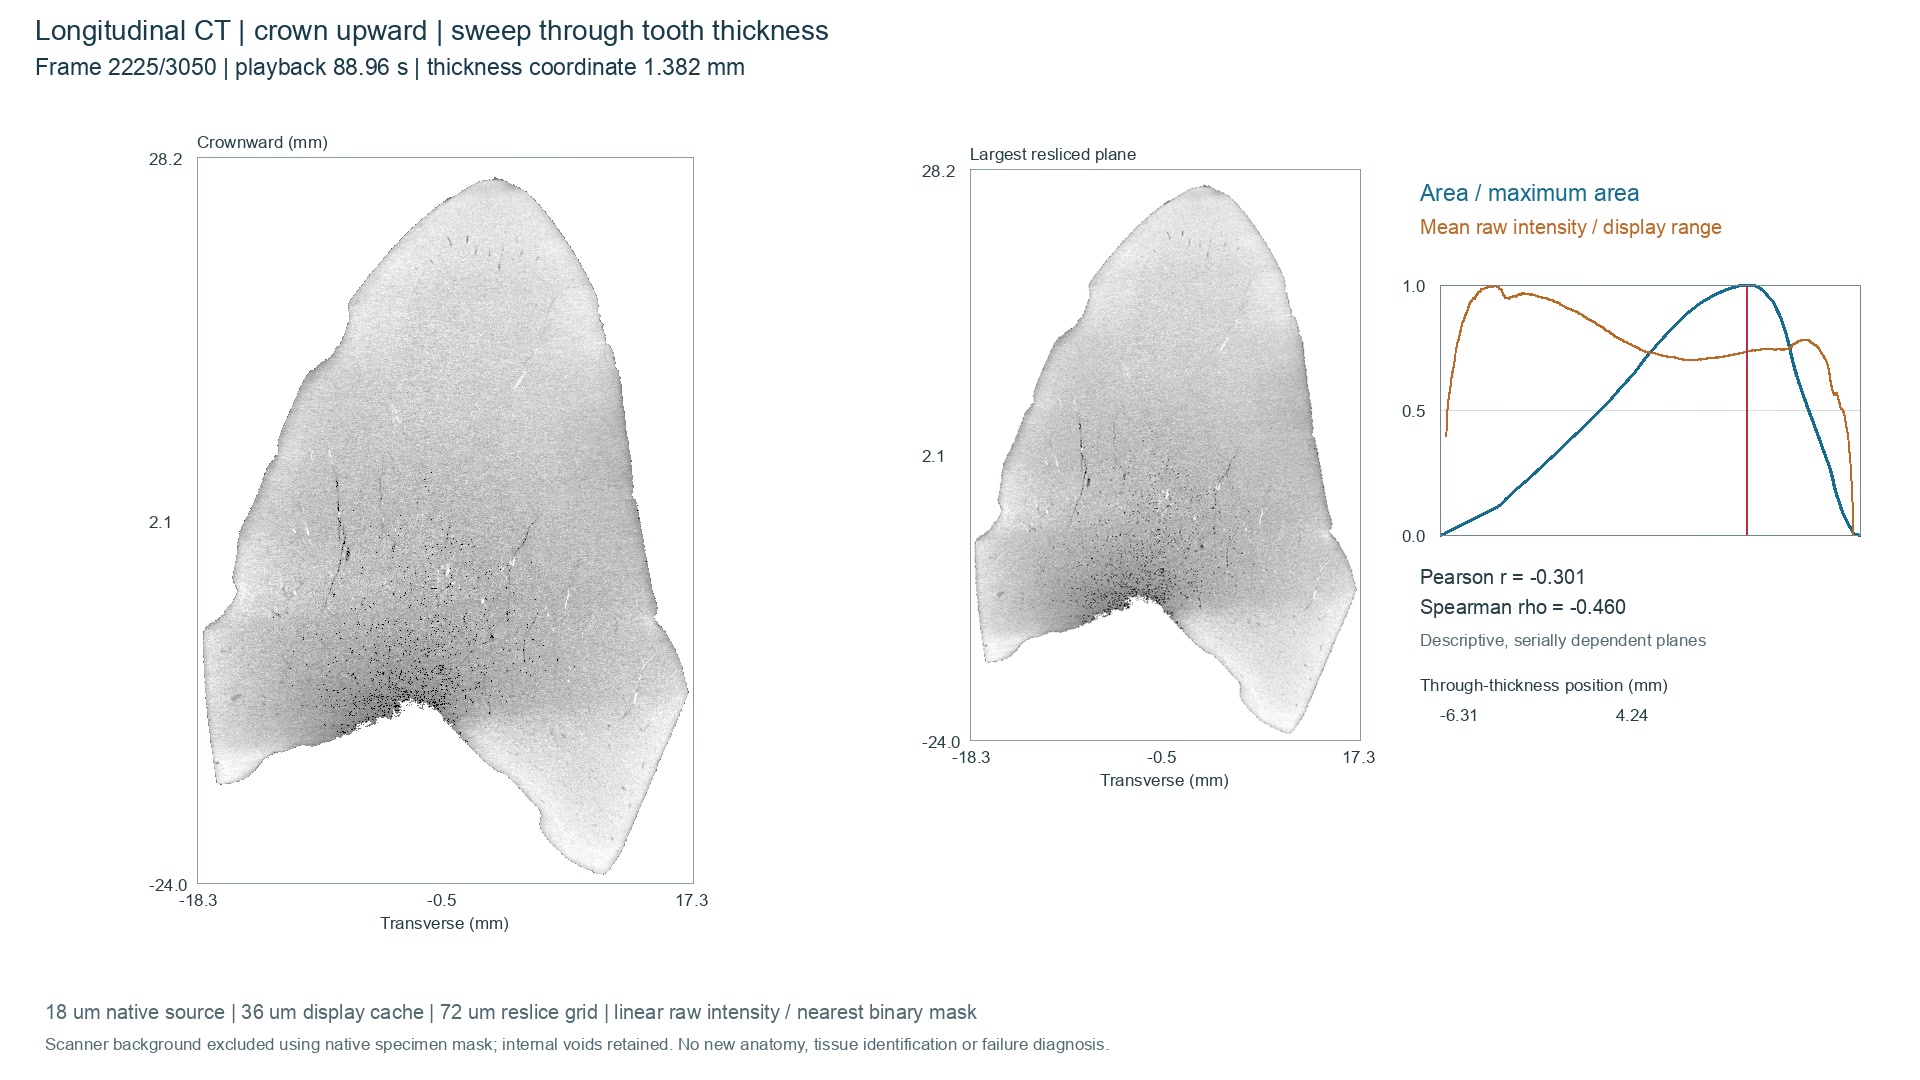 Longitudinal CT | crown upward | sweep through tooth thickness
Frame 2225/3050 | playback 88.96 s | thickness coordinate 1.382 mm
Crownward (mm)
28.2
2.1
-24.0
-18.3
-0.5
17.3
Transverse (mm)
Largest resliced plane
28.2
2.1
-24.0
-18.3
-0.5
17.3
Transverse (mm)
Area / maximum area
Mean raw intensity / display range
1.0
0.5
0.0
Pearson r = -0.301
Spearman rho = -0.460
Descriptive, serially dependent planes
Through-thickness position (mm)
-6.31
4.24
18 um native source | 36 um display cache | 72 um reslice grid | linear raw intensity / nearest binary mask
Scanner background excluded using native specimen mask; internal voids retained. No new anatomy, tissue identification or failure diagnosis.